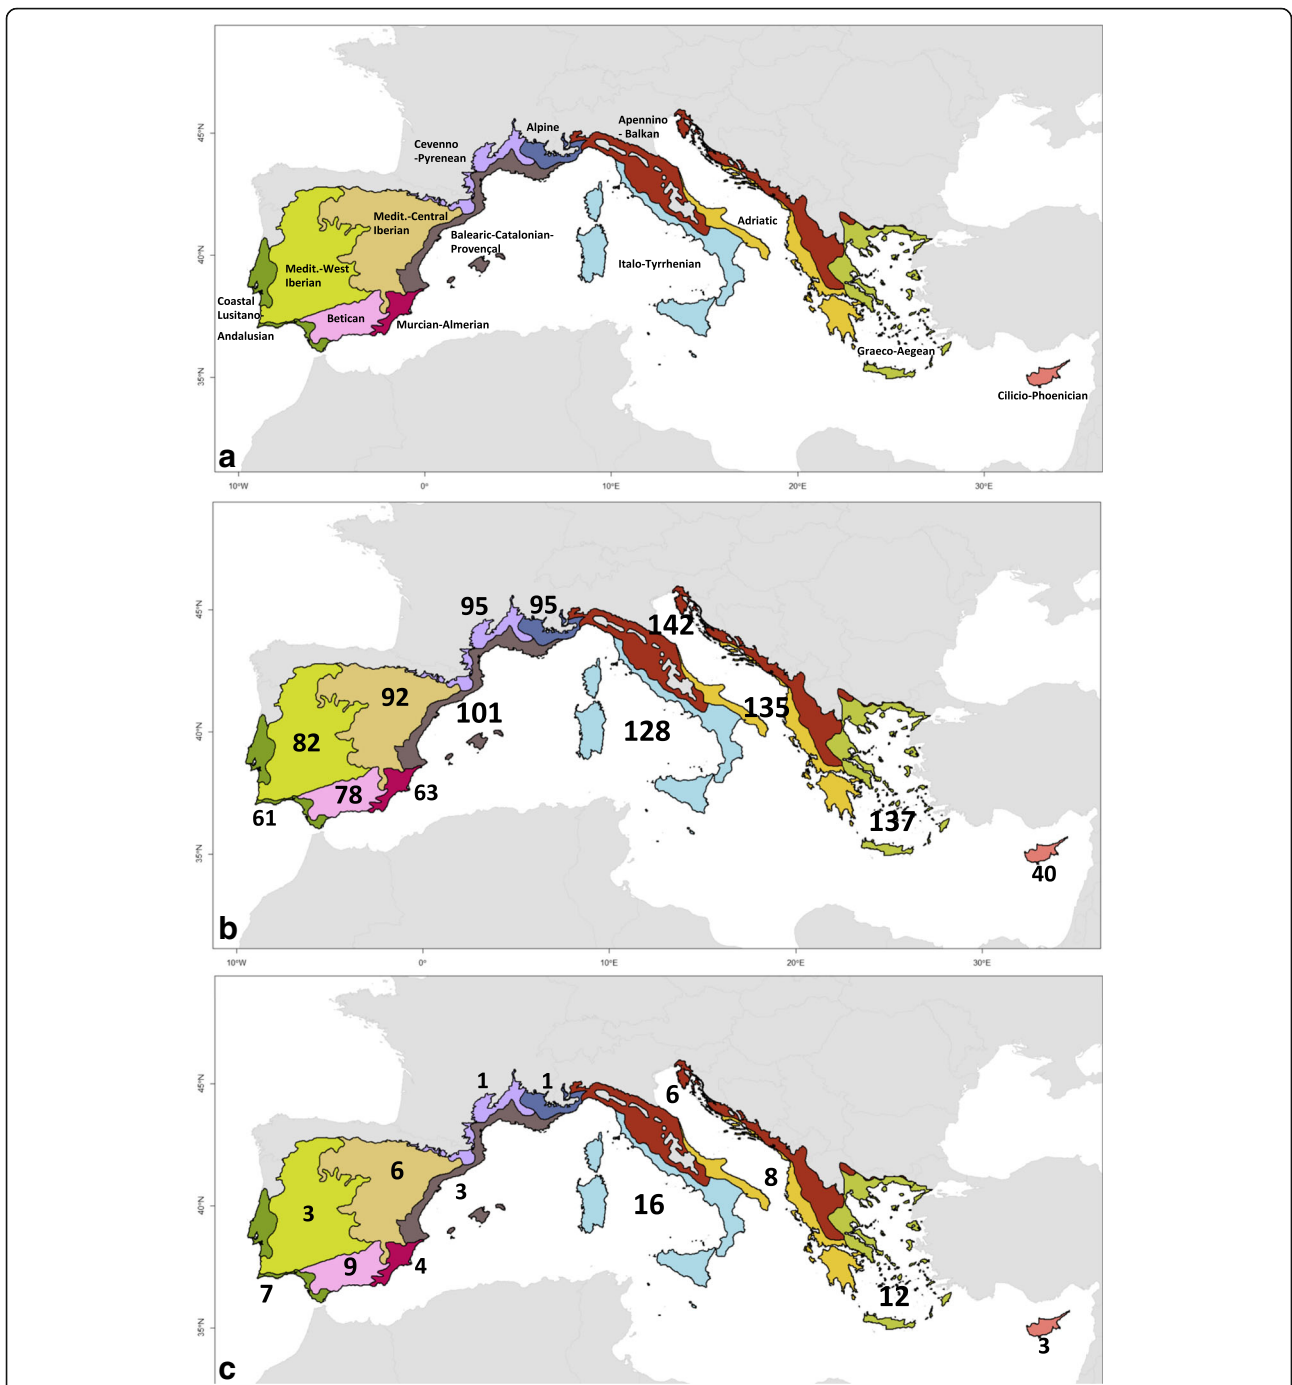 45°N
40°N
35°N
Cevenno
-Pyrenean
Alpine
Apennino
- Balkan
Medit.-Central
Iberian
Balearic-Catalonian-
Provençal
Adriatic
Medit.-West
Iberian
Italo-Tyrrhenian
Coastal
Lusitano-
Andalusian
Betican
Murcian-Almerian
Graeco-Aegean
Cilicio-Phoenician
a
10°W 0° 10°E 20°E 30°E
45°N
40°N
35°N
95 95
142
92
101
135
82
128
78
63
61
137
40
b
10°W 0° 10°E 20°E 30°E
45°N
40°N
35°N
1 1
6
6
3
8
3
16
9
4
7
12
3
c